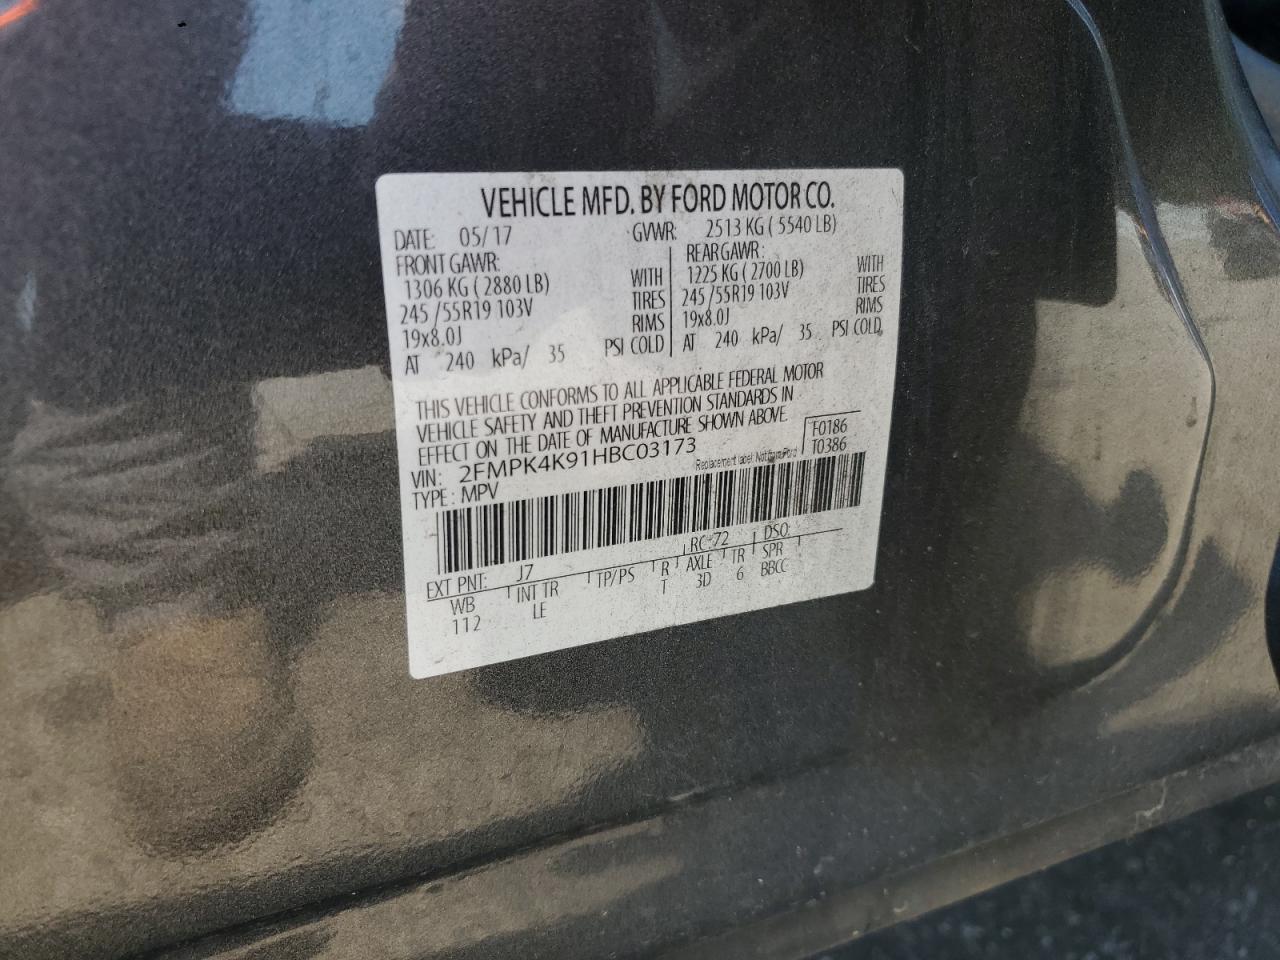 VEHICLE MFD. BY FORD MOTOR CO.
DATE: 05/17 GVWR: 2513 KG ( 5540 LB)
FRONT GAWR: REAR GAWR:
1306 KG ( 2880 LB) WITH 1225 KG ( 2700 LB) WITH
245 /55R19 103V TIRES 245 /55R19 103V TIRES
19x8.0J RIMS 19x8.0J RIMS
AT 240 kPa/ 35 PSI COLD AT 240 kPa/ 35 PSI COLD
THIS VEHICLE CONFORMS TO ALL APPLICABLE FEDERAL MOTOR
VEHICLE SAFETY AND THEFT PREVENTION STANDARDS IN
EFFECT ON THE DATE OF MANUFACTURE SHOWN ABOVE.
F0186
VIN: 2FMPK4K91HBC03173 T0386
Replacement label: Not from Ford
TYPE: MPV
EXT PNT: J7 RC: 72 DSO:
WB INT TR TP/PS R AXLE TR SPR
112 LE T 3D 6 BBCC